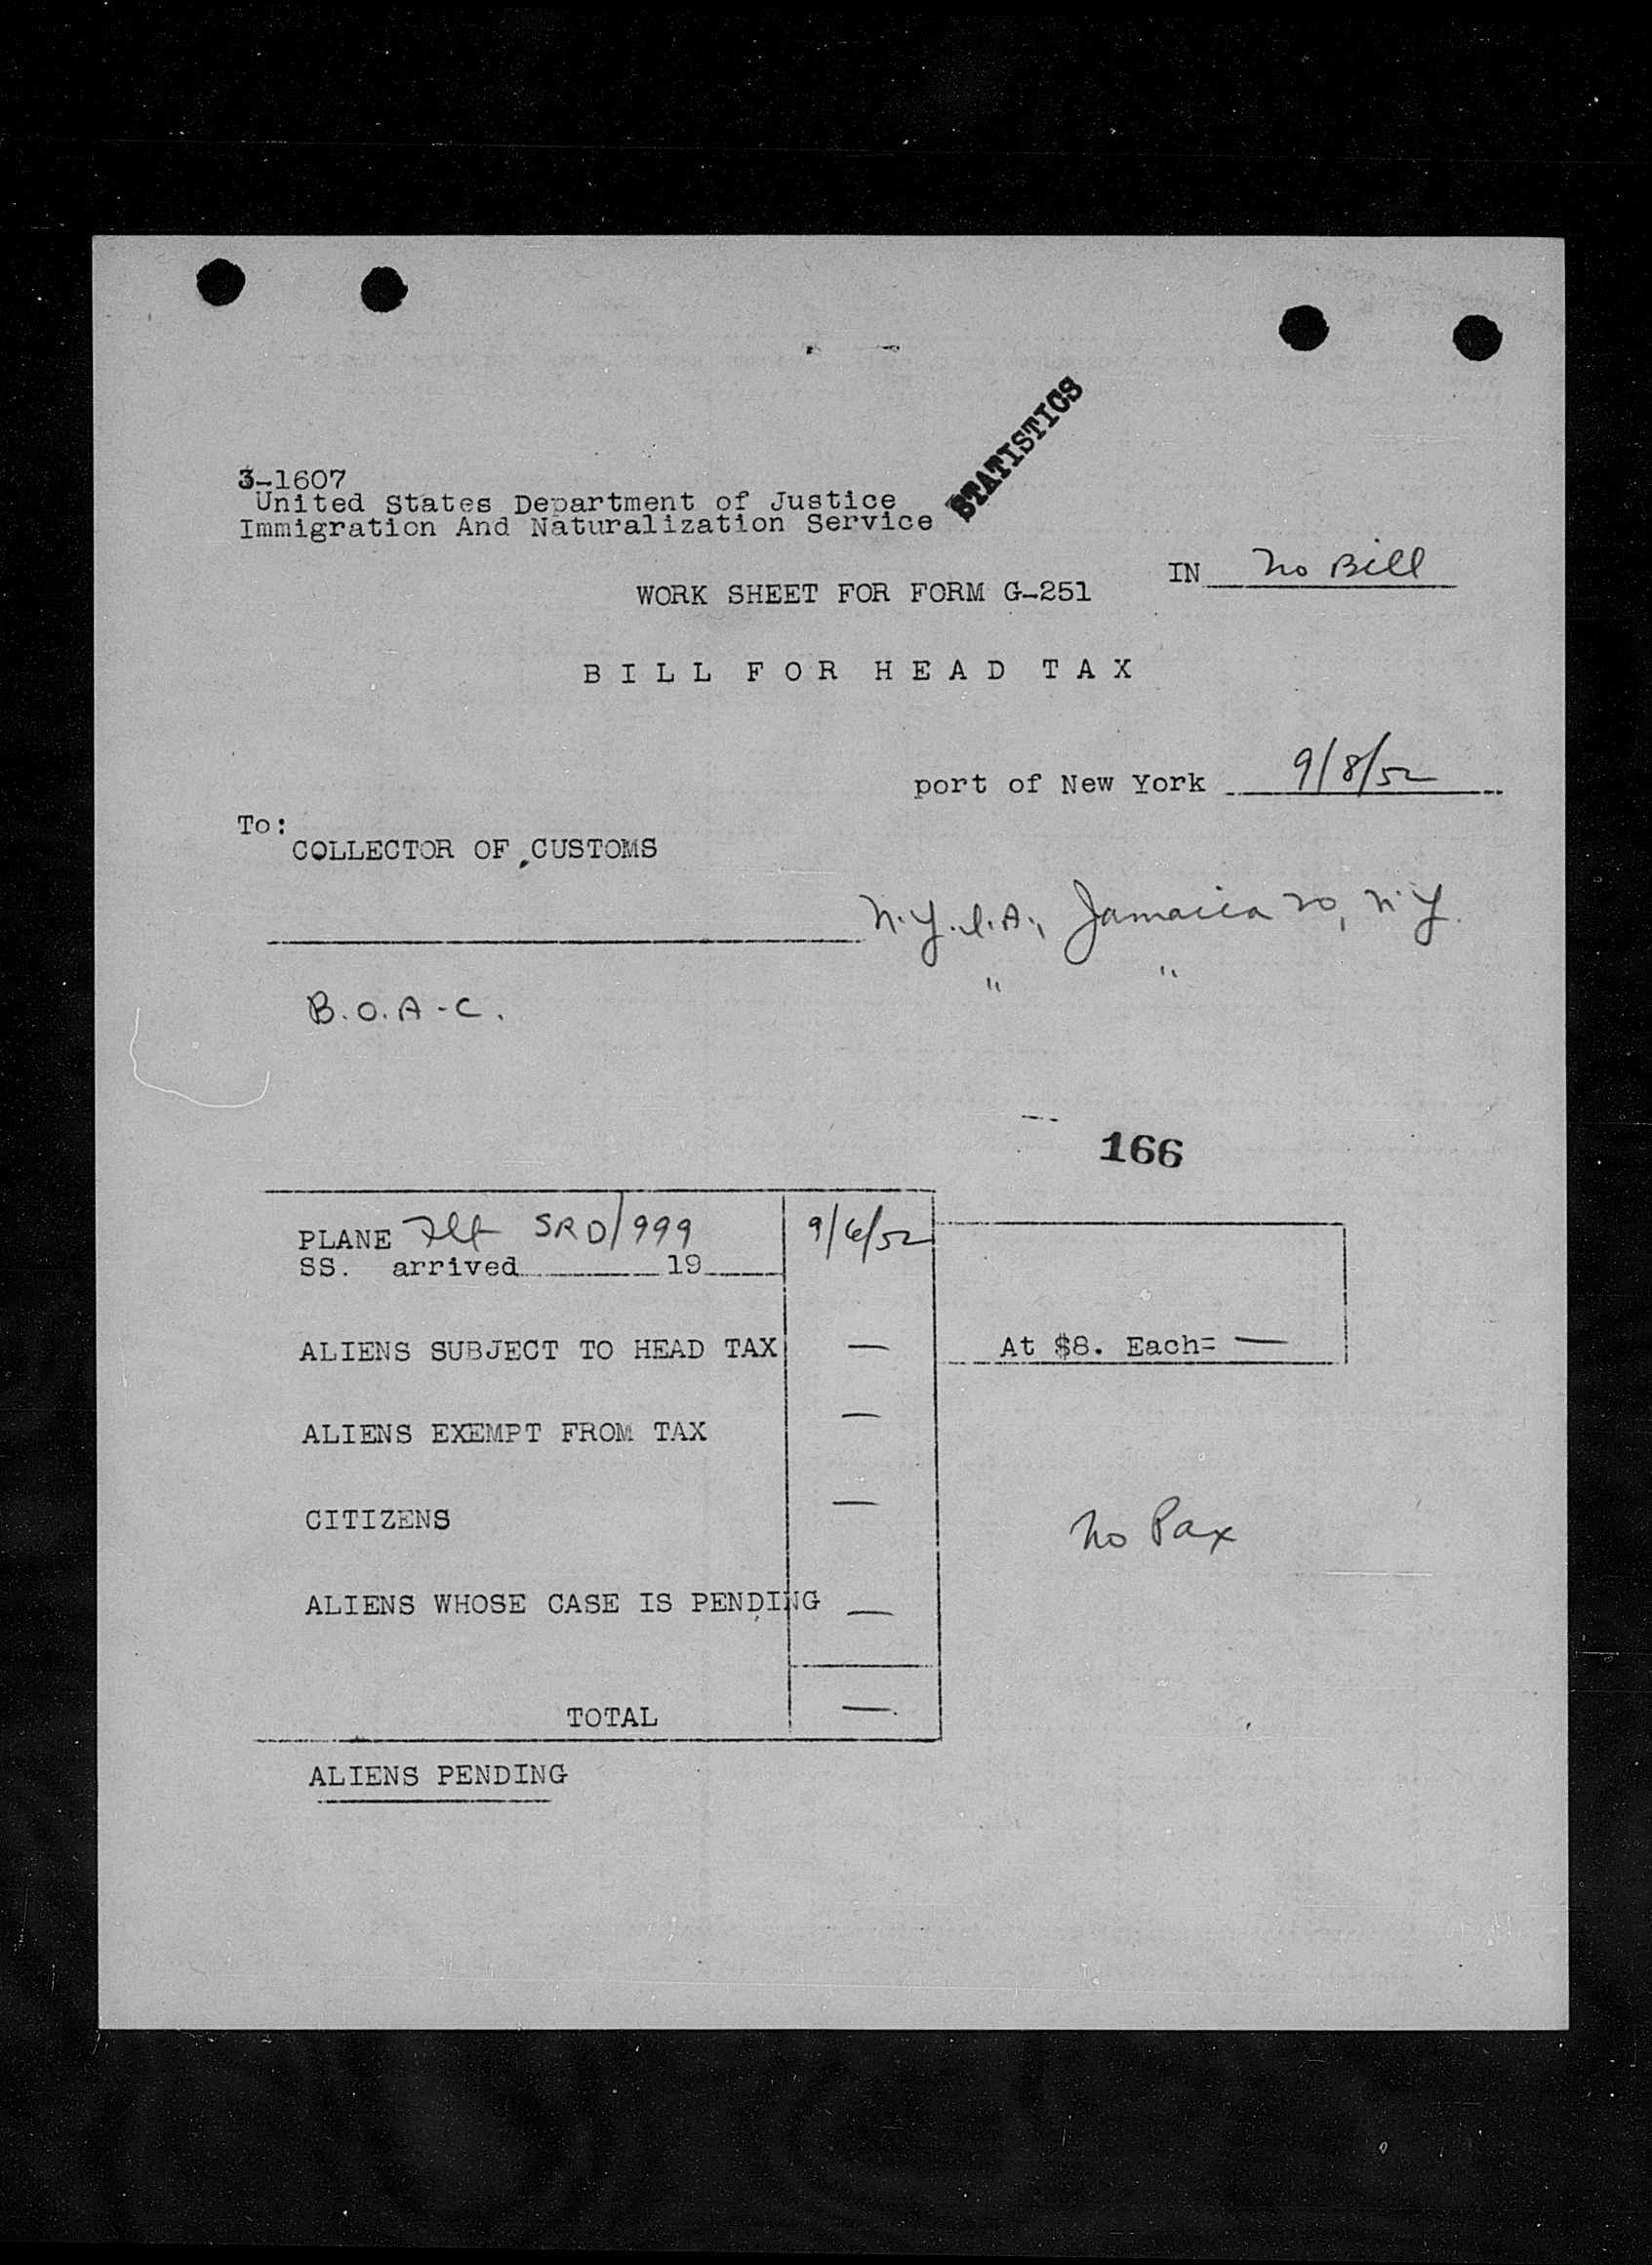 STATISTICS
3-1607
United States Department of Justice
Immigration And Naturalization Service
IN No Bill
WORK SHEET FOR FORM G-251
BILL FOR HEAD TAX
port of New York 9/8/52
To:
COLLECTOR OF CUSTOMS
N.Y.I.A., Jamaica 20, N.Y.
" "
B.O.A.C.
166
PLANE Flt SRD/999 9/6/52
SS. arrived 19
ALIENS SUBJECT TO HEAD TAX — At $8. Each= —
ALIENS EXEMPT FROM TAX —
CITIZENS —
No Pax
ALIENS WHOSE CASE IS PENDING —
TOTAL —
ALIENS PENDING